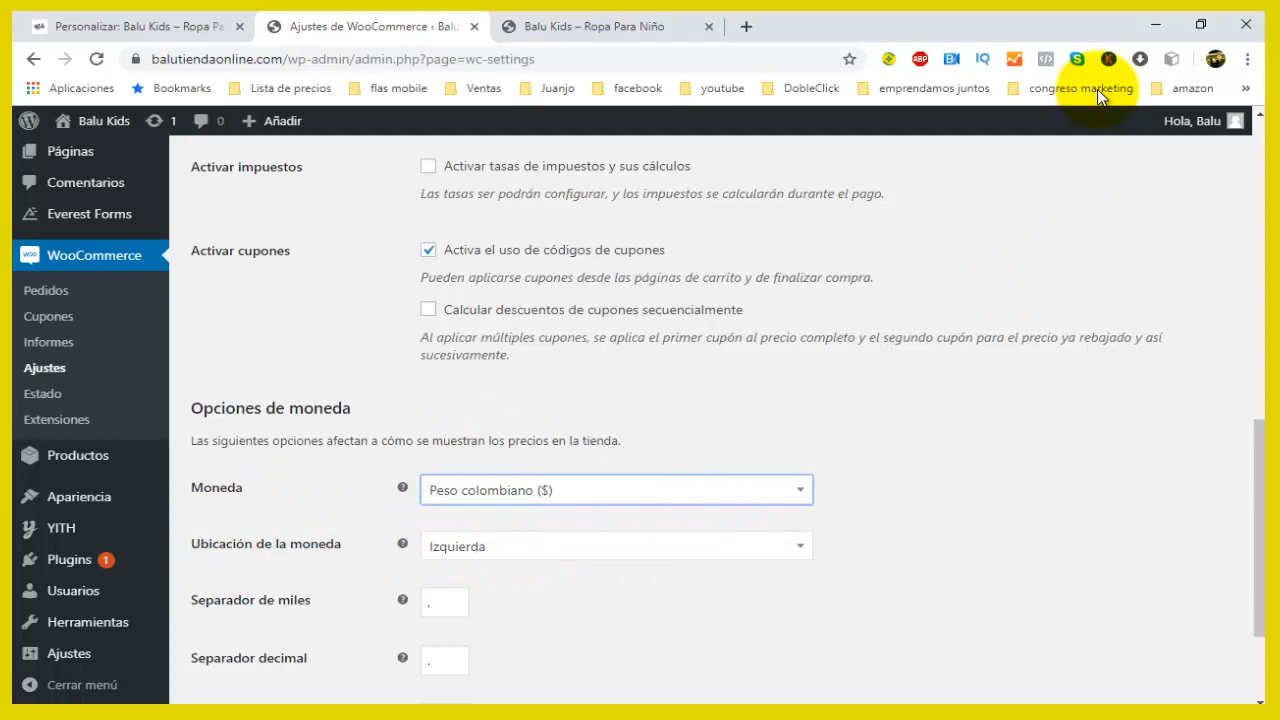 Personalizar: Balu Kids – Ropa Pa
Ajustes de WooCommerce ‹ Balu
Balu Kids – Ropa Para Niño
balutiendaonline.com/wp-admin/admin.php?page=wc-settings
Aplicaciones
Bookmarks
Lista de precios
flas mobile
Ventas
Juanjo
facebook
youtube
DobleClick
emprendamos juntos
congreso marketing
amazon
Balu Kids
1
0
Añadir
Hola, Balu
Páginas
Comentarios
Everest Forms
WooCommerce
Pedidos
Cupones
Informes
Ajustes
Estado
Extensiones
Productos
Apariencia
YITH
Plugins 1
Usuarios
Herramientas
Ajustes
Cerrar menú
Activar impuestos
Activar tasas de impuestos y sus cálculos
Las tasas ser podrán configurar, y los impuestos se calcularán durante el pago.
Activar cupones
Activa el uso de códigos de cupones
Pueden aplicarse cupones desde las páginas de carrito y de finalizar compra.
Calcular descuentos de cupones secuencialmente
Al aplicar múltiples cupones, se aplica el primer cupón al precio completo y el segundo cupón para el precio ya rebajado y así
sucesivamente.
Opciones de moneda
Las siguientes opciones afectan a cómo se muestran los precios en la tienda.
Moneda
Peso colombiano ($)
Ubicación de la moneda
Izquierda
Separador de miles
Separador decimal